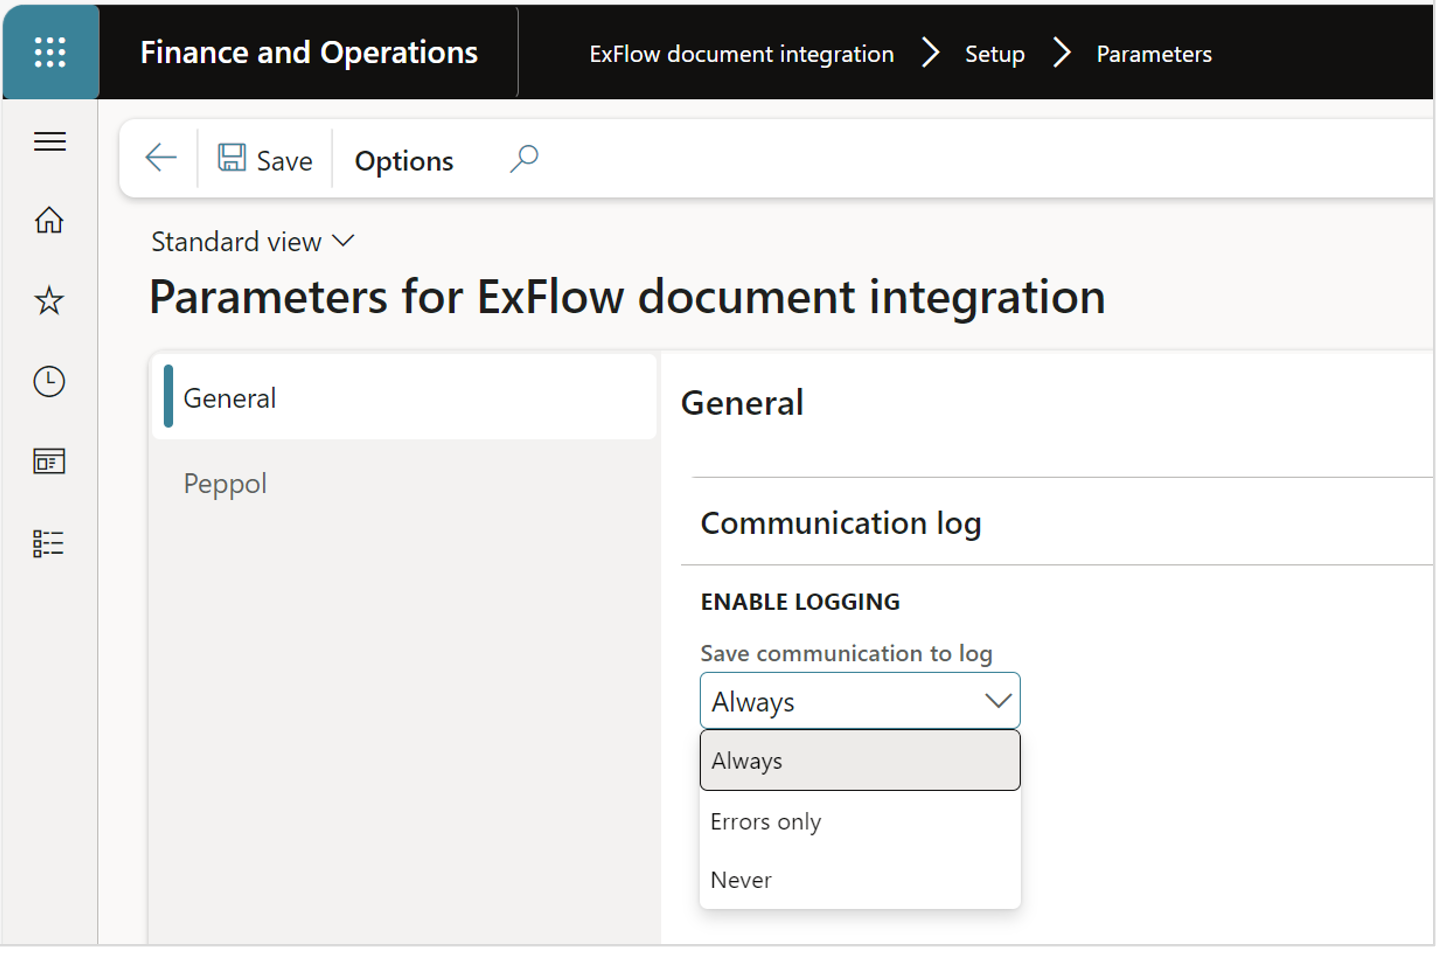 Finance and Operations
ExFlow document integration > Setup > Parameters
Save Options
Standard view
Parameters for ExFlow document integration
General
Peppol
General
Communication log
ENABLE LOGGING
Save communication to log
Always
Always
Errors only
Never